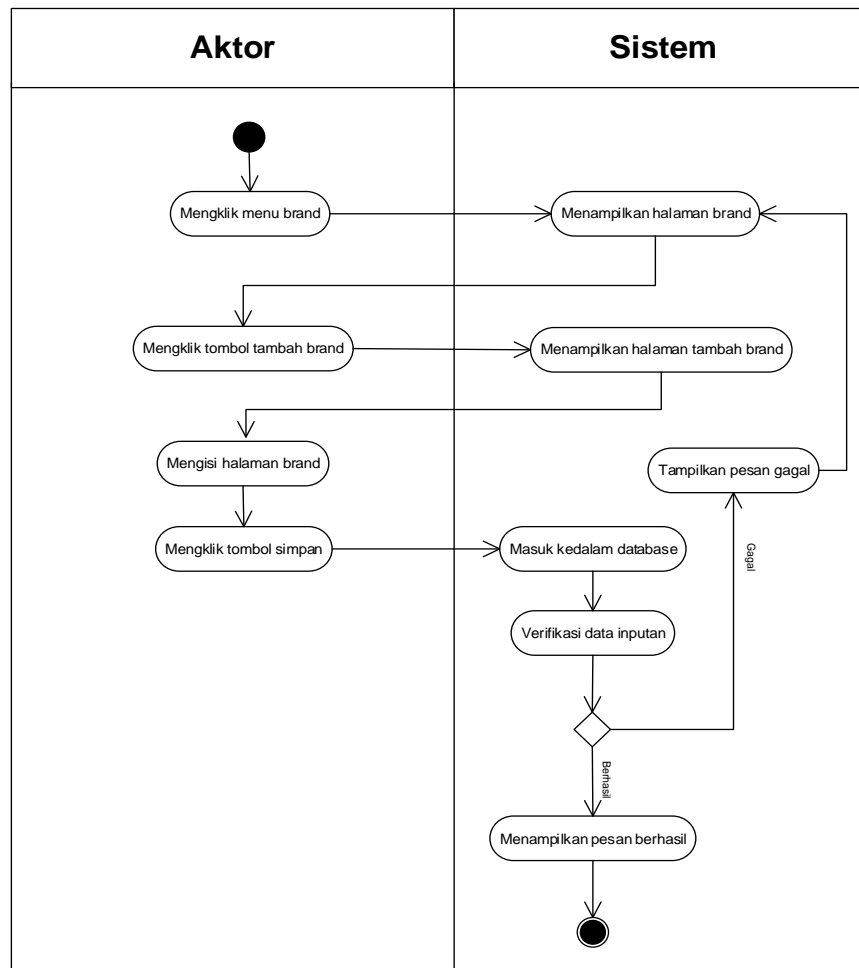 Aktor
Sistem
Mengklik menu brand
Menampilkan halaman brand
Mengklik tombol tambah brand
Menampilkan halaman tambah brand
Mengisi halaman brand
Tampilkan pesan gagal
Mengklik tombol simpan
Masuk kedalam database
Gagal
Verifikasi data inputan
Berhasil
Menampilkan pesan berhasil